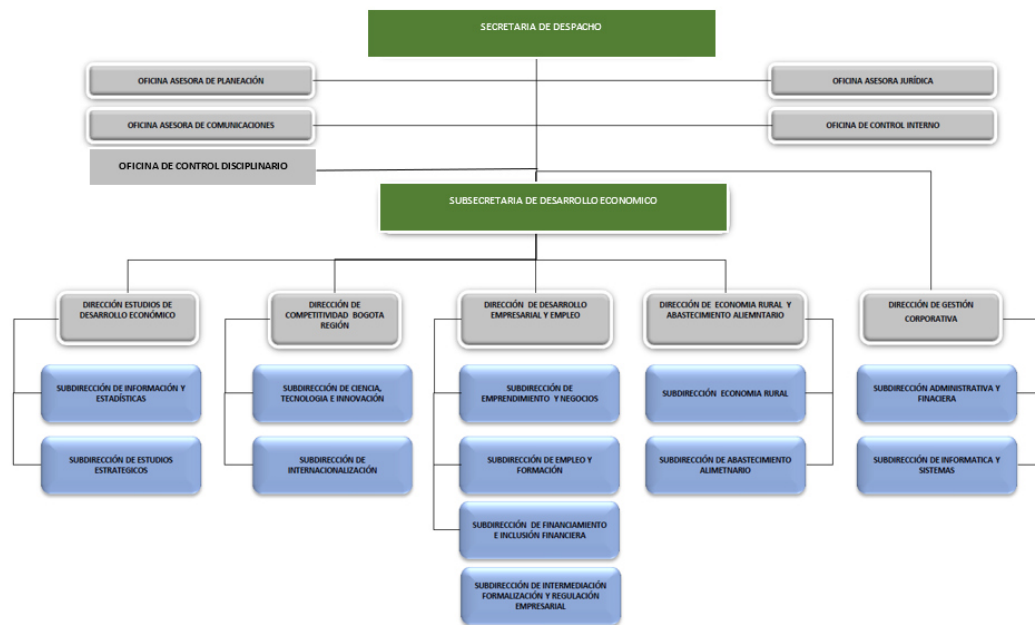 SECRETARIA DE DESPACHO
OFICINA ASESORA DE PLANEACIÓN
OFICINA ASESORA JURÍDICA
OFICINA ASESORA DE COMUNICACIONES
OFICINA DE CONTROL INTERNO
OFICINA DE CONTROL DISCIPLINARIO
SUBSECRETARIA DE DESARROLLO ECONOMICO
DIRECCIÓN ESTUDIOS DE
DESARROLLO ECONÓMICO
DIRECCIÓN DE
COMPETITIVIDAD BOGOTA
REGIÓN
DIRECCIÓN DE DESARROLLO
EMPRESARIAL Y EMPLEO
DIRECCIÓN DE ECONOMIA RURAL Y
ABASTECIMIENTO ALIEMNTARIO
DIRECCIÓN DE GESTIÓN
CORPORATIVA
SUBDIRECCIÓN DE INFORMACIÓN Y
ESTADÍSTICAS
SUBDIRECCIÓN DE CIENCIA,
TECNOLOGIA E INNOVACIÓN
SUBDIRECCIÓN DE
EMPRENDIMIENTO Y NEGOCIOS
SUBDIRECCIÓN ECONOMIA RURAL
SUBDIRECCIÓN ADMINISTRATIVA Y
FINACIERA
SUBDIRECCIÓN DE ESTUDIOS
ESTRATEGICOS
SUBDIRECCIÓN DE
INTERNACIONALIZACIÓN
SUBDIRECCIÓN DE EMPLEO Y
FORMACIÓN
SUBDIRECCIÓN DE ABASTECIMIENTO
ALIMETNARIO
SUBDIRECCIÓN DE INFORMATICA Y
SISTEMAS
SUBDIRECCIÓN DE FINANCIAMIENTO
E INCLUSIÓN FINANCIERA
SUBDIRECCIÓN DE INTERMEDIACIÓN
FORMALIZACIÓN Y REGULACIÓN
EMPRESARIAL